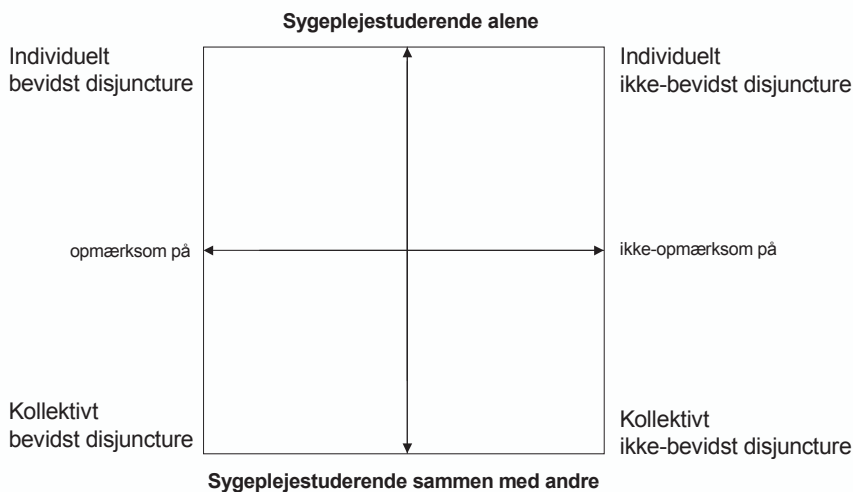 Sygeplejestuderende alene
Individuelt
bevidst disjuncture
Individuelt
ikke-bevidst disjuncture
opmærksom på
ikke-opmærksom på
Kollektivt
bevidst disjuncture
Kollektivt
ikke-bevidst disjuncture
Sygeplejestuderende sammen med andre